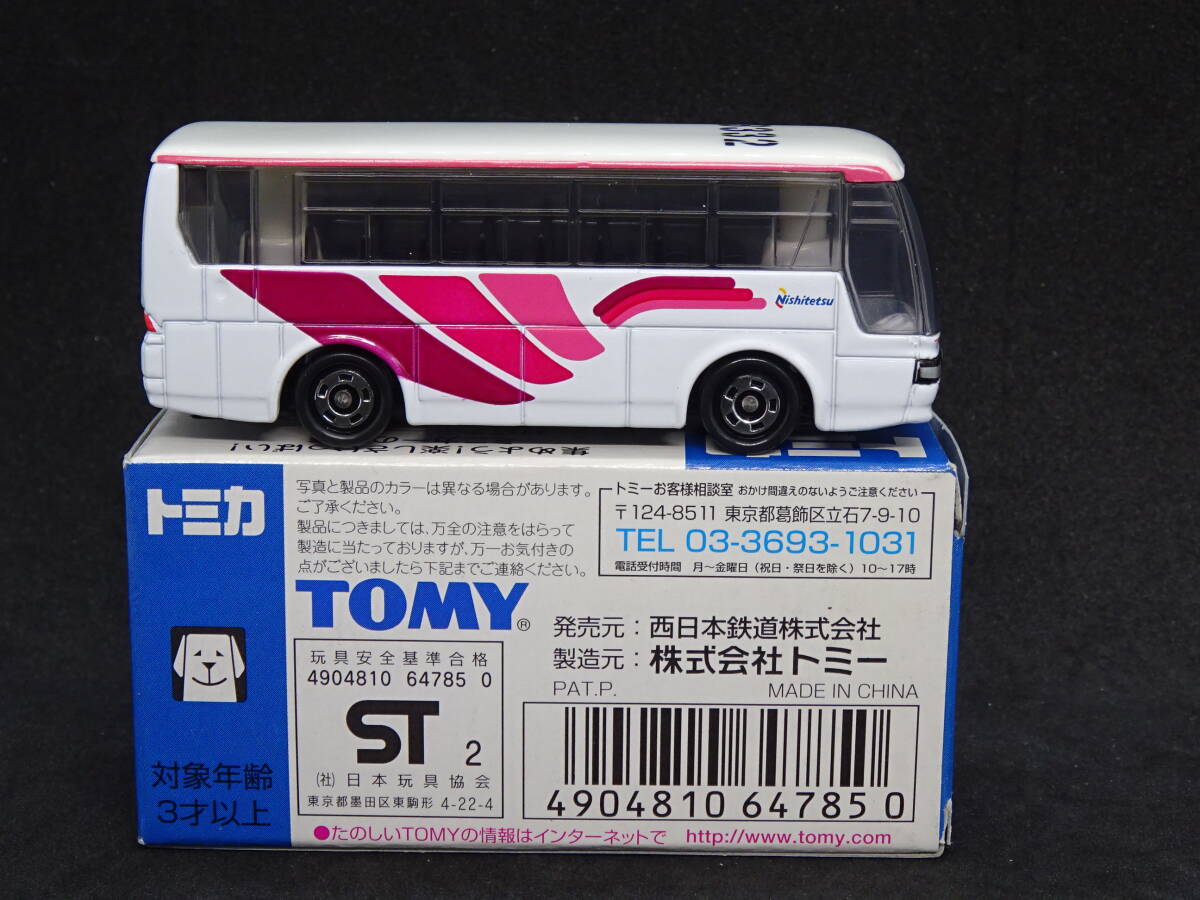 Nishitetsu
トミカ
写真と製品のカラーは異なる場合があります。
ご了承ください。
製品につきましては、万全の注意をはらって
製造に当たっておりますが、万一お気付きの
点がございましたら下記までご連絡ください。
トミーお客様相談室 おかけ間違えのないようご注意ください
〒124-8511 東京都葛飾区立石7-9-10
TEL 03-3693-1031
電話受付時間 月〜金曜日（祝日・祭日を除く）10〜17時
TOMY®
発売元：西日本鉄道株式会社
製造元：株式会社トミー
PAT.P. MADE IN CHINA
玩具安全基準合格
4904810 64785 0
ST 2
（社）日本玩具協会
東京都墨田区東駒形 4-22-4
4904810 647850
対象年齢
3才以上
●たのしいTOMYの情報はインターネットで http://www.tomy.com